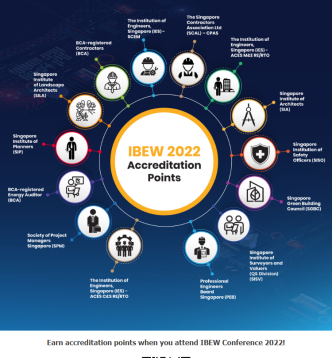 The Institution of
Engineers,
Singapore (IES) –
SCEM
The Singapore
Contractors
Association Ltd
(SCAL) – CPAS
The Institution of
Engineers,
Singapore (IES) –
ACES M&E RE/RTO
Singapore
Institute of
Architects
(SIA)
Singapore
Institution of
Safety
Officers (SISO)
Singapore
Green Building
Council (SGBC)
Singapore
Institute of
Surveyors and
Valuers
(QS Division)
(SISV)
Professional
Engineers
Board
Singapore (PEB)
The Institution of
Engineers,
Singapore (IES) –
ACES C&S RE/RTO
Society of Project
Managers
Singapore (SPM)
BCA-registered
Energy Auditor
(BCA)
Singapore
Institute of
Planners
(SIP)
Singapore
Institute
of Landscape
Architects
(SILA)
BCA-registered
Contractors
(BCA)
IBEW 2022
Accreditation
Points
Earn accreditation points when you attend IBEW Conference 2022!